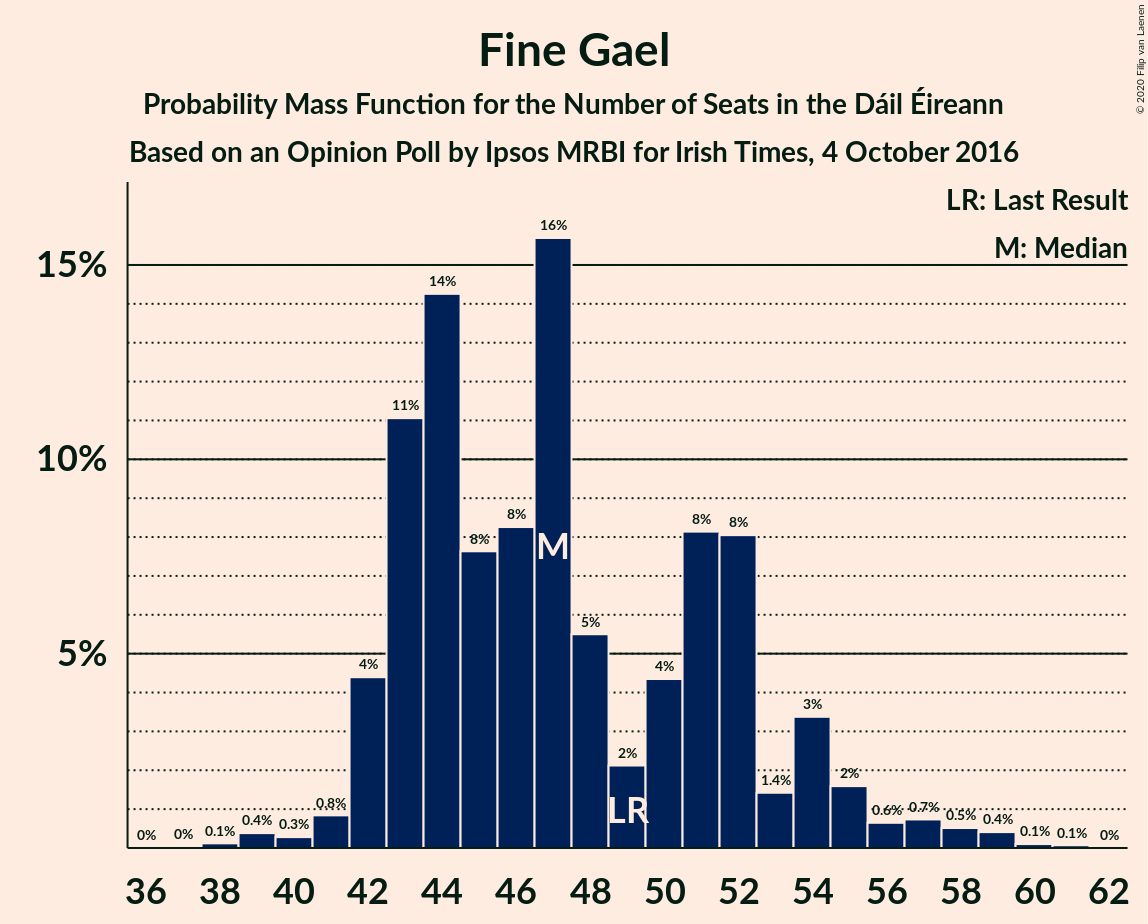 Fine Gael
Probability Mass Function for the Number of Seats in the Dáil Éireann
Based on an Opinion Poll by Ipsos MRBI for Irish Times, 4 October 2016
© 2020 Filip van Laenen
LR: Last Result
M: Median
15%
10%
5%
0% 0% 0.1% 0.4% 0.3% 0.8% 4% 11% 14% 8% 8% 16% 5% 2% 4% 8% 8% 1.4% 3% 2% 0.6% 0.7% 0.5% 0.4% 0.1% 0.1% 0%
M
LR
36 38 40 42 44 46 48 50 52 54 56 58 60 62